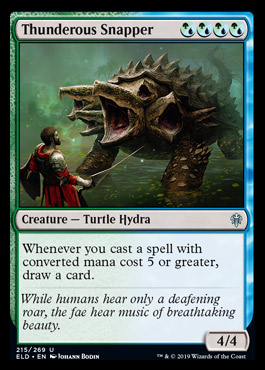 Thunderous Snapper
Creature — Turtle Hydra
Whenever you cast a spell with
converted mana cost 5 or greater,
draw a card.
While humans hear only a deafening
roar, the fae hear music of breathtaking
beauty.
4/4
215/269 U
ELD • EN Johann Bodin
™ & © 2019 Wizards of the Coast